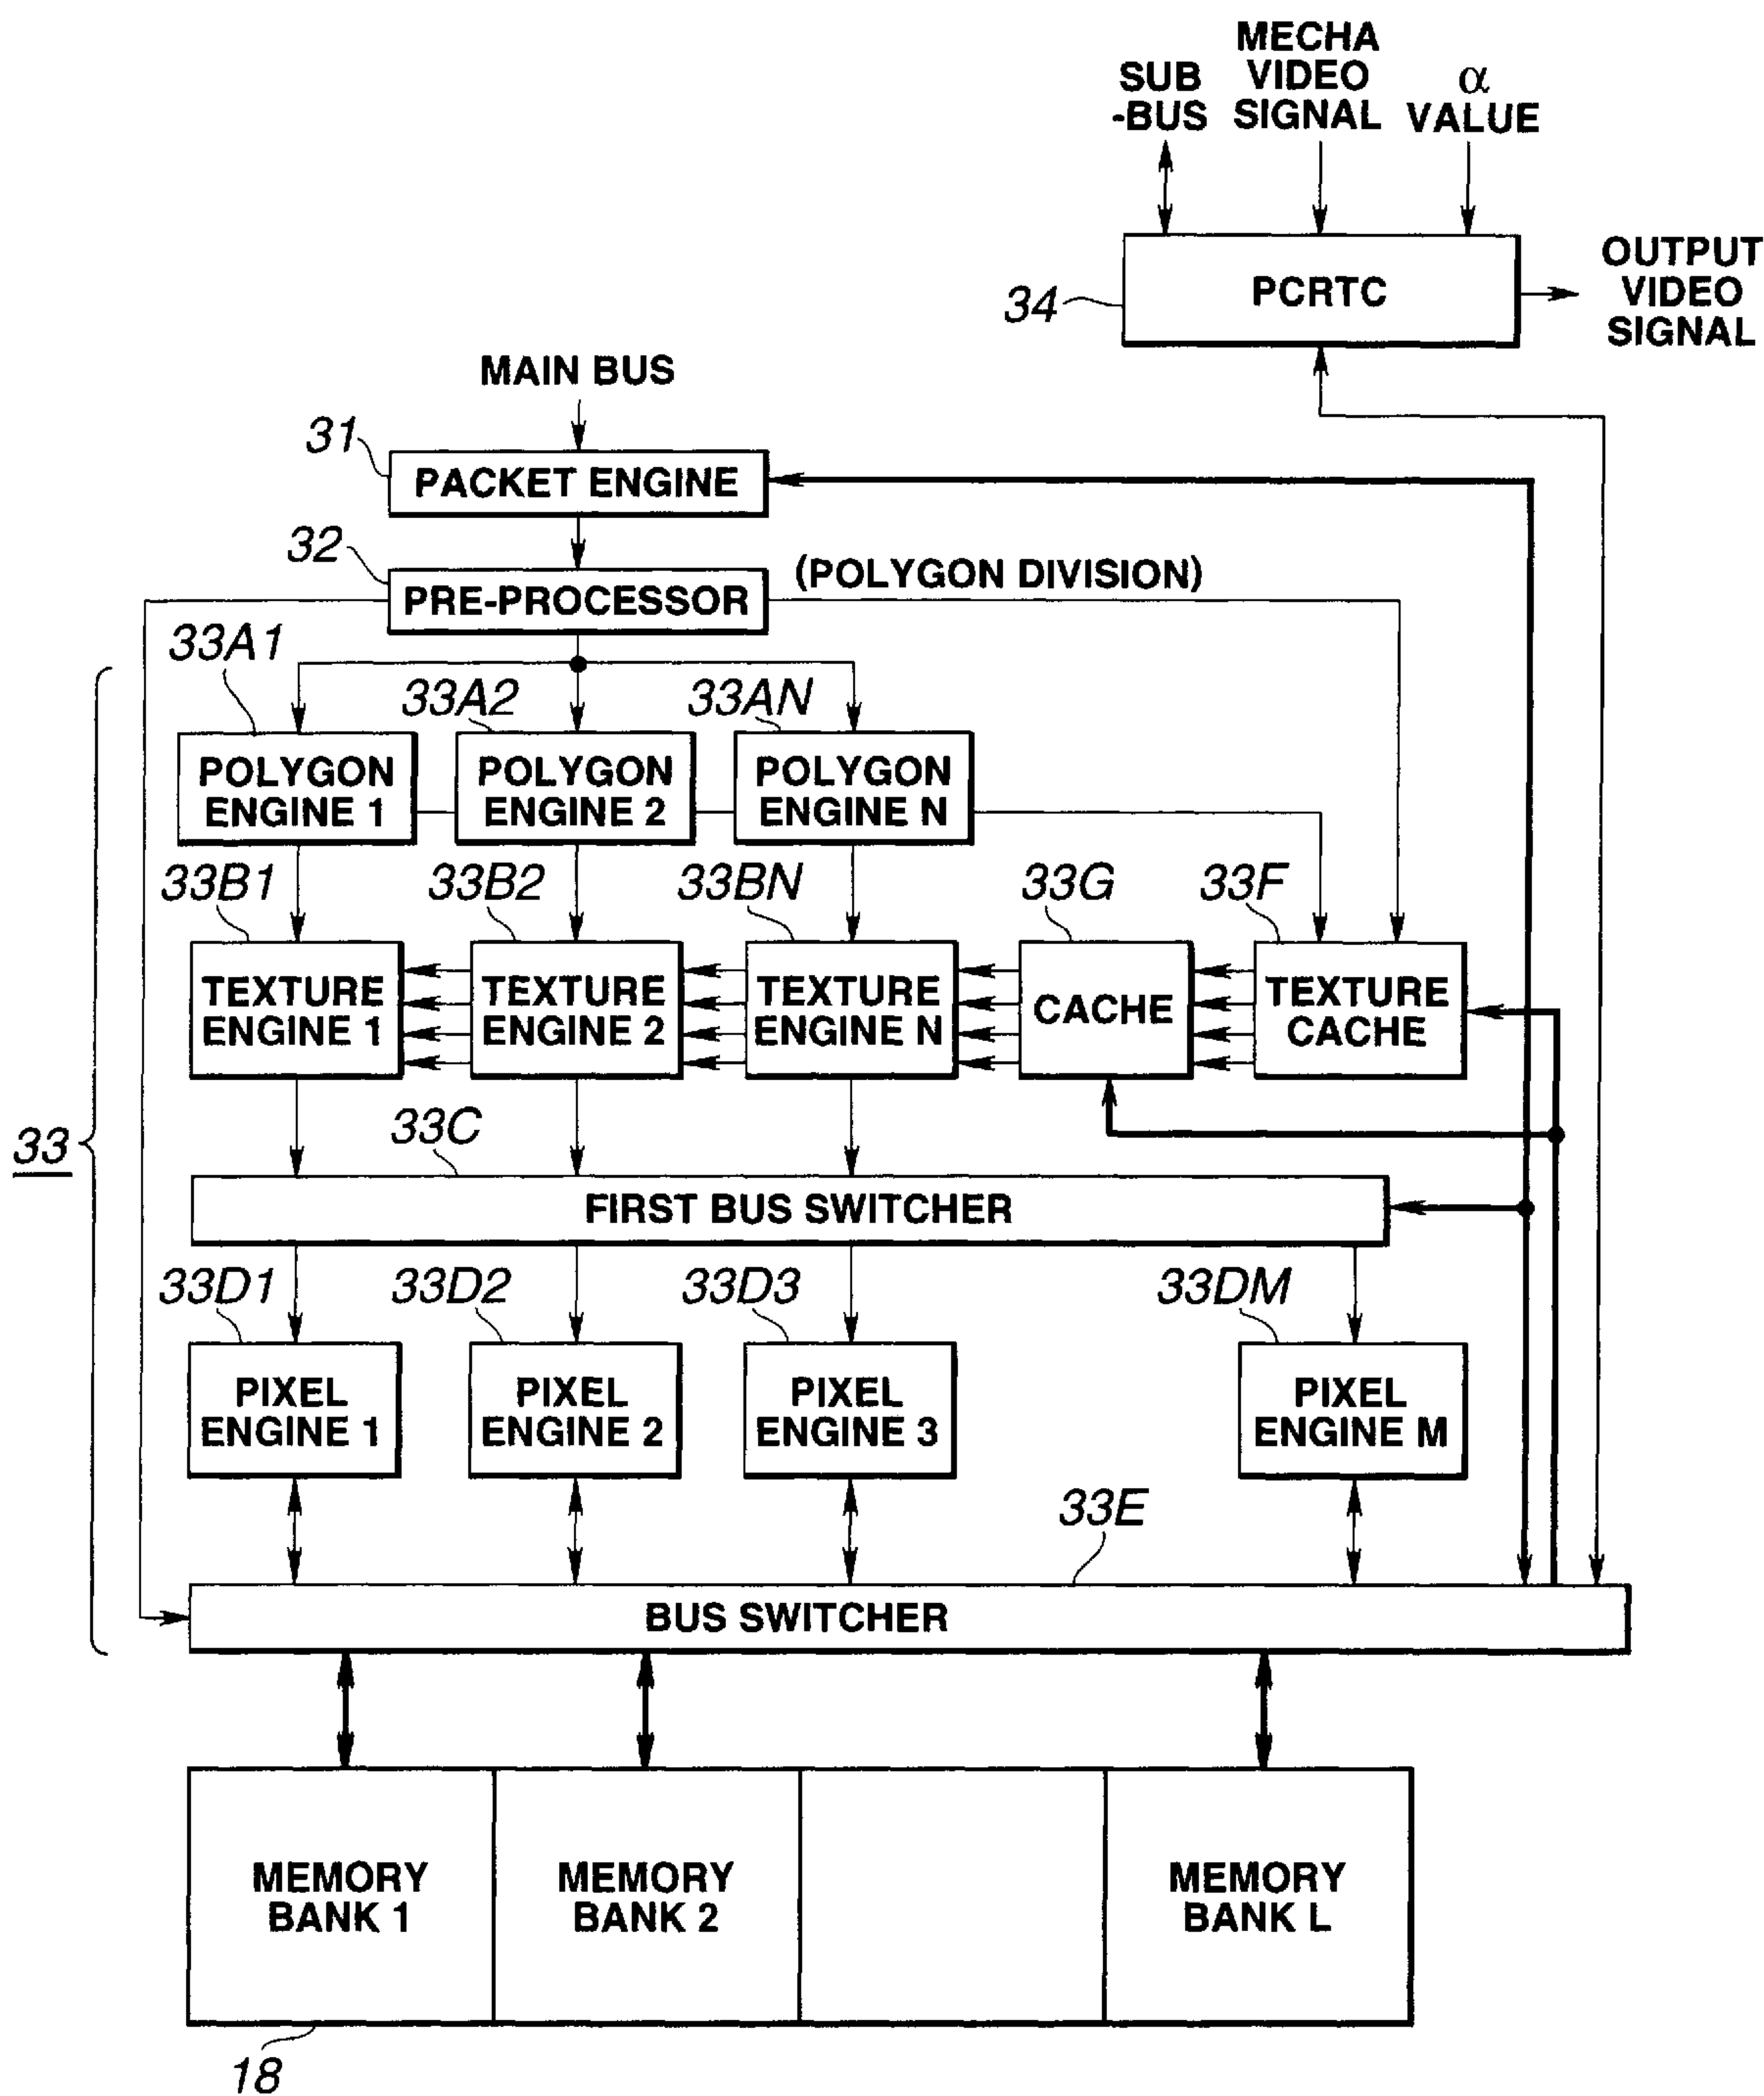 SUB
-BUS
MECHA
VIDEO
SIGNAL
α
VALUE
34
PCRTC
OUTPUT
VIDEO
SIGNAL
MAIN BUS
31
PACKET ENGINE
32
PRE-PROCESSOR
(POLYGON DIVISION)
33
33A1
33A2
33AN
POLYGON
ENGINE 1
POLYGON
ENGINE 2
POLYGON
ENGINE N
33B1
33B2
33BN
33G
33F
TEXTURE
ENGINE 1
TEXTURE
ENGINE 2
TEXTURE
ENGINE N
CACHE
TEXTURE
CACHE
33C
FIRST BUS SWITCHER
33D1
33D2
33D3
33DM
PIXEL
ENGINE 1
PIXEL
ENGINE 2
PIXEL
ENGINE 3
PIXEL
ENGINE M
33E
BUS SWITCHER
MEMORY
BANK 1
MEMORY
BANK 2
MEMORY
BANK L
18